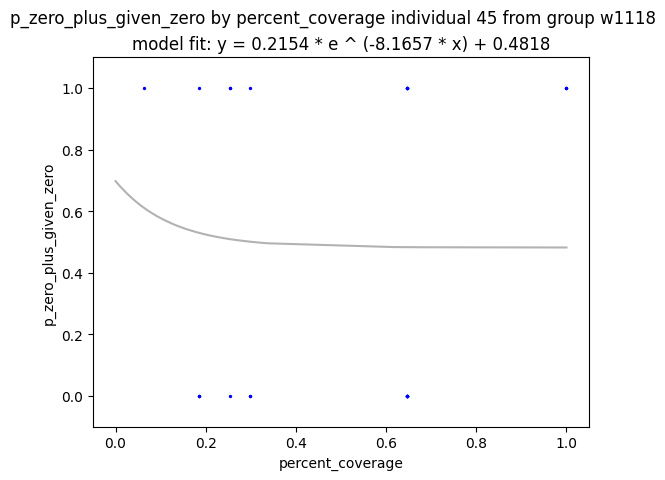 p_zero_plus_given_zero by percent_coverage individual 45 from group w1118
model fit: y = 0.2154 * e ^ (-8.1657 * x) + 0.4818
1.0
0.8
0.6
0.4
0.2
0.0
p_zero_plus_given_zero
0.0 0.2 0.4 0.6 0.8 1.0
percent_coverage